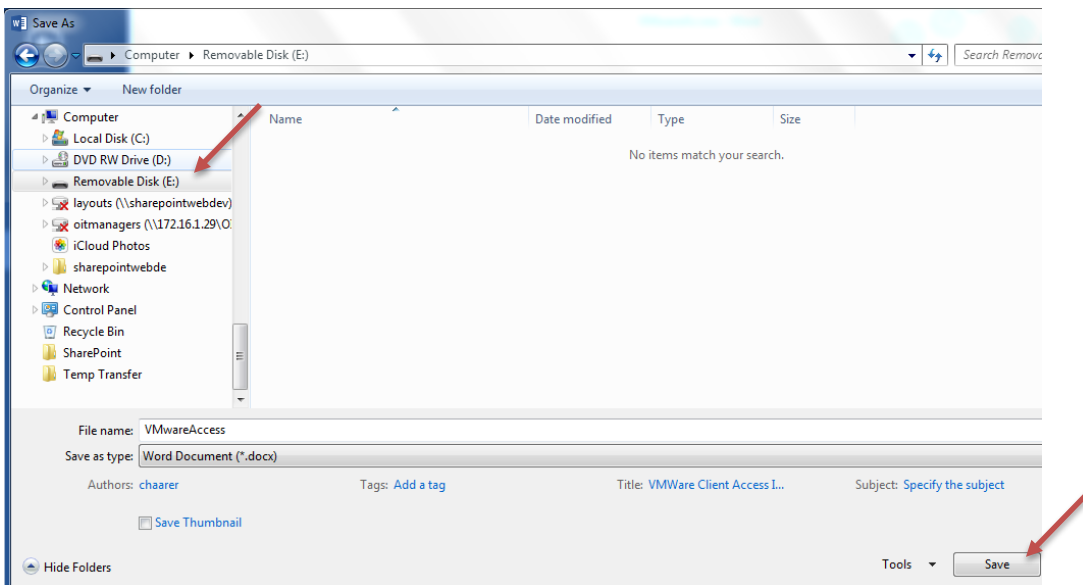 Save As
Computer ▸ Removable Disk (E:)
Search Remov
Organize
New folder
Name
Date modified
Type
Size
Computer
Local Disk (C:)
DVD RW Drive (D:)
Removable Disk (E:)
layouts (\\sharepointwebdev)
oitmanagers (\\172.16.1.29\O
iCloud Photos
sharepointwebde
Network
Control Panel
Recycle Bin
SharePoint
Temp Transfer
No items match your search.
File name: VMwareAccess
Save as type: Word Document (*.docx)
Authors: chaarer
Tags: Add a tag
Title: VMWare Client Access I...
Subject: Specify the subject
Save Thumbnail
Hide Folders
Tools
Save